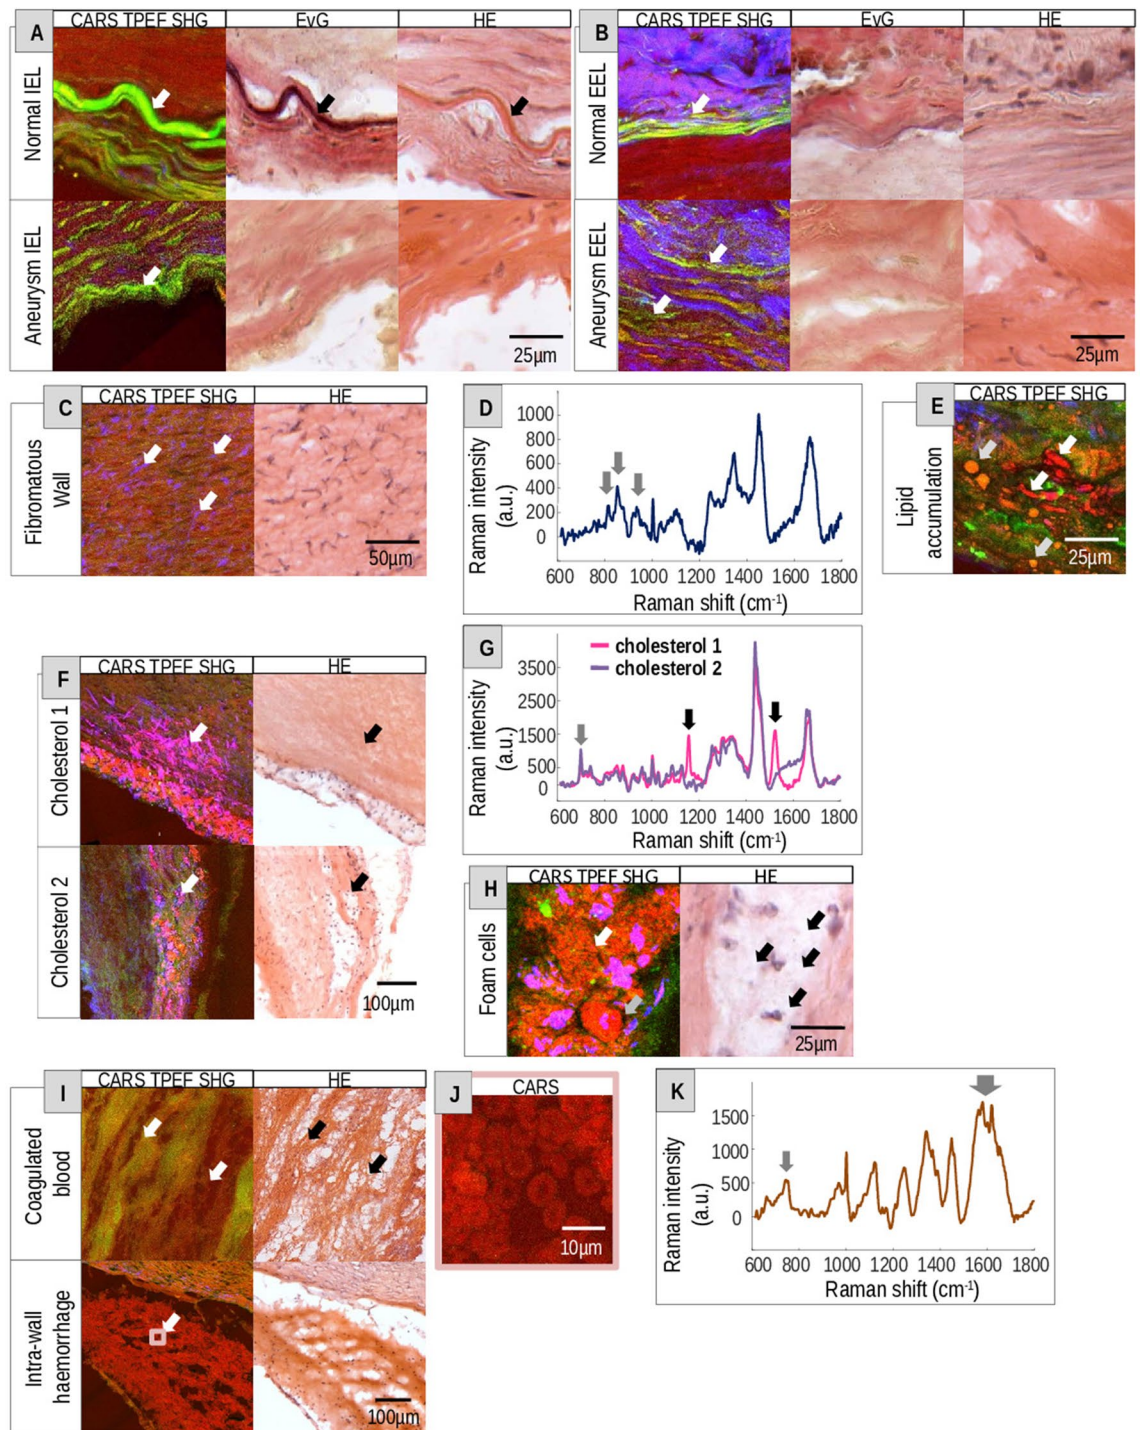 A
CARS TPEF SHG EvG HE
Normal IEL
Aneurysm IEL
25µm
B
CARS TPEF SHG EvG HE
Normal EEL
Aneurysm EEL
25µm
C
CARS TPEF SHG HE
Fibromatous
Wall
50µm
D
Raman intensity
(a.u.)
1000
800
600
400
200
0
600 800 1000 1200 1400 1600 1800
Raman shift (cm-1)
E
CARS TPEF SHG
Lipid
accumulation
25µm
F
CARS TPEF SHG HE
Cholesterol 1
Cholesterol 2
100µm
G
cholesterol 1
cholesterol 2
Raman intensity
(a.u.)
3500
2500
1500
500
0
600 800 1000 1200 1400 1600 1800
Raman shift (cm-1)
H
CARS TPEF SHG HE
Foam cells
25µm
I
CARS TPEF SHG HE
Coagulated
blood
Intra-wall
haemorrhage
100µm
J
CARS
10µm
K
Raman intensity
(a.u.)
1500
1000
500
0
600 800 1000 1200 1400 1600 1800
Raman shift (cm-1)